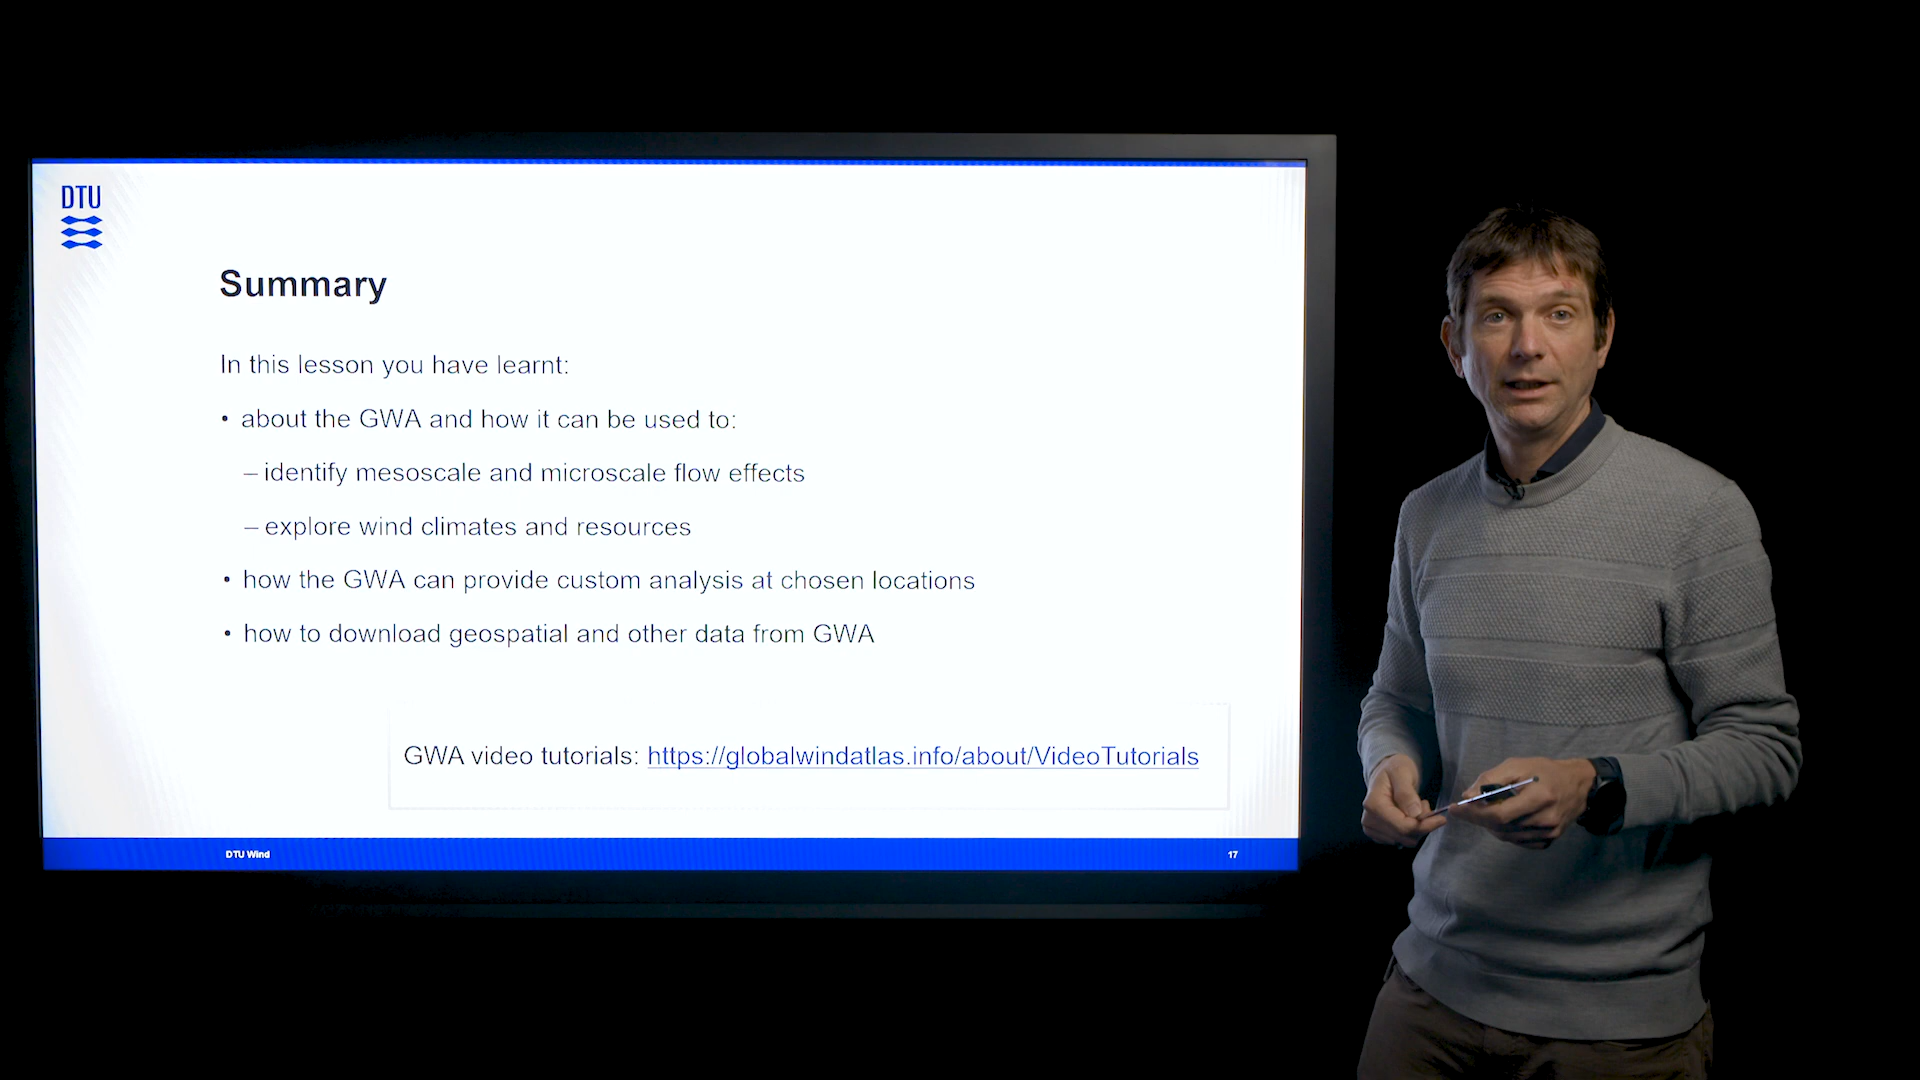 DTU
Summary
In this lesson you have learnt:
• about the GWA and how it can be used to:
– identify mesoscale and microscale flow effects
– explore wind climates and resources
• how the GWA can provide custom analysis at chosen locations
• how to download geospatial and other data from GWA
GWA video tutorials: https://globalwindatlas.info/about/VideoTutorials
DTU Wind
17